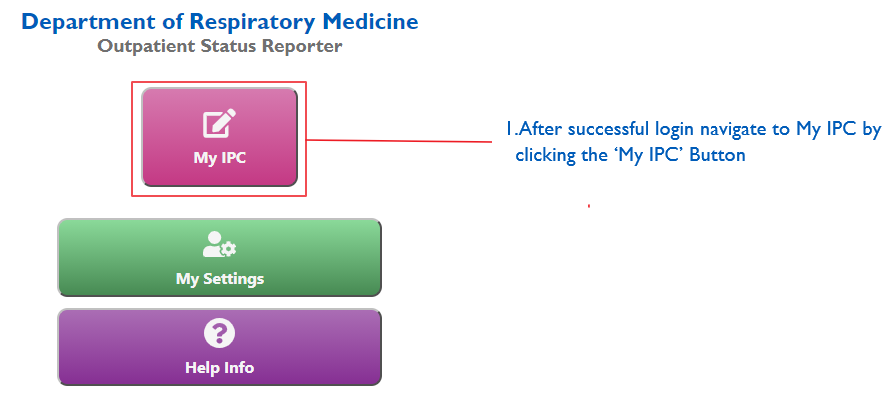 Department of Respiratory Medicine
Outpatient Status Reporter
My IPC
1.After successful login navigate to My IPC by
clicking the ‘My IPC’ Button
My Settings
Help Info